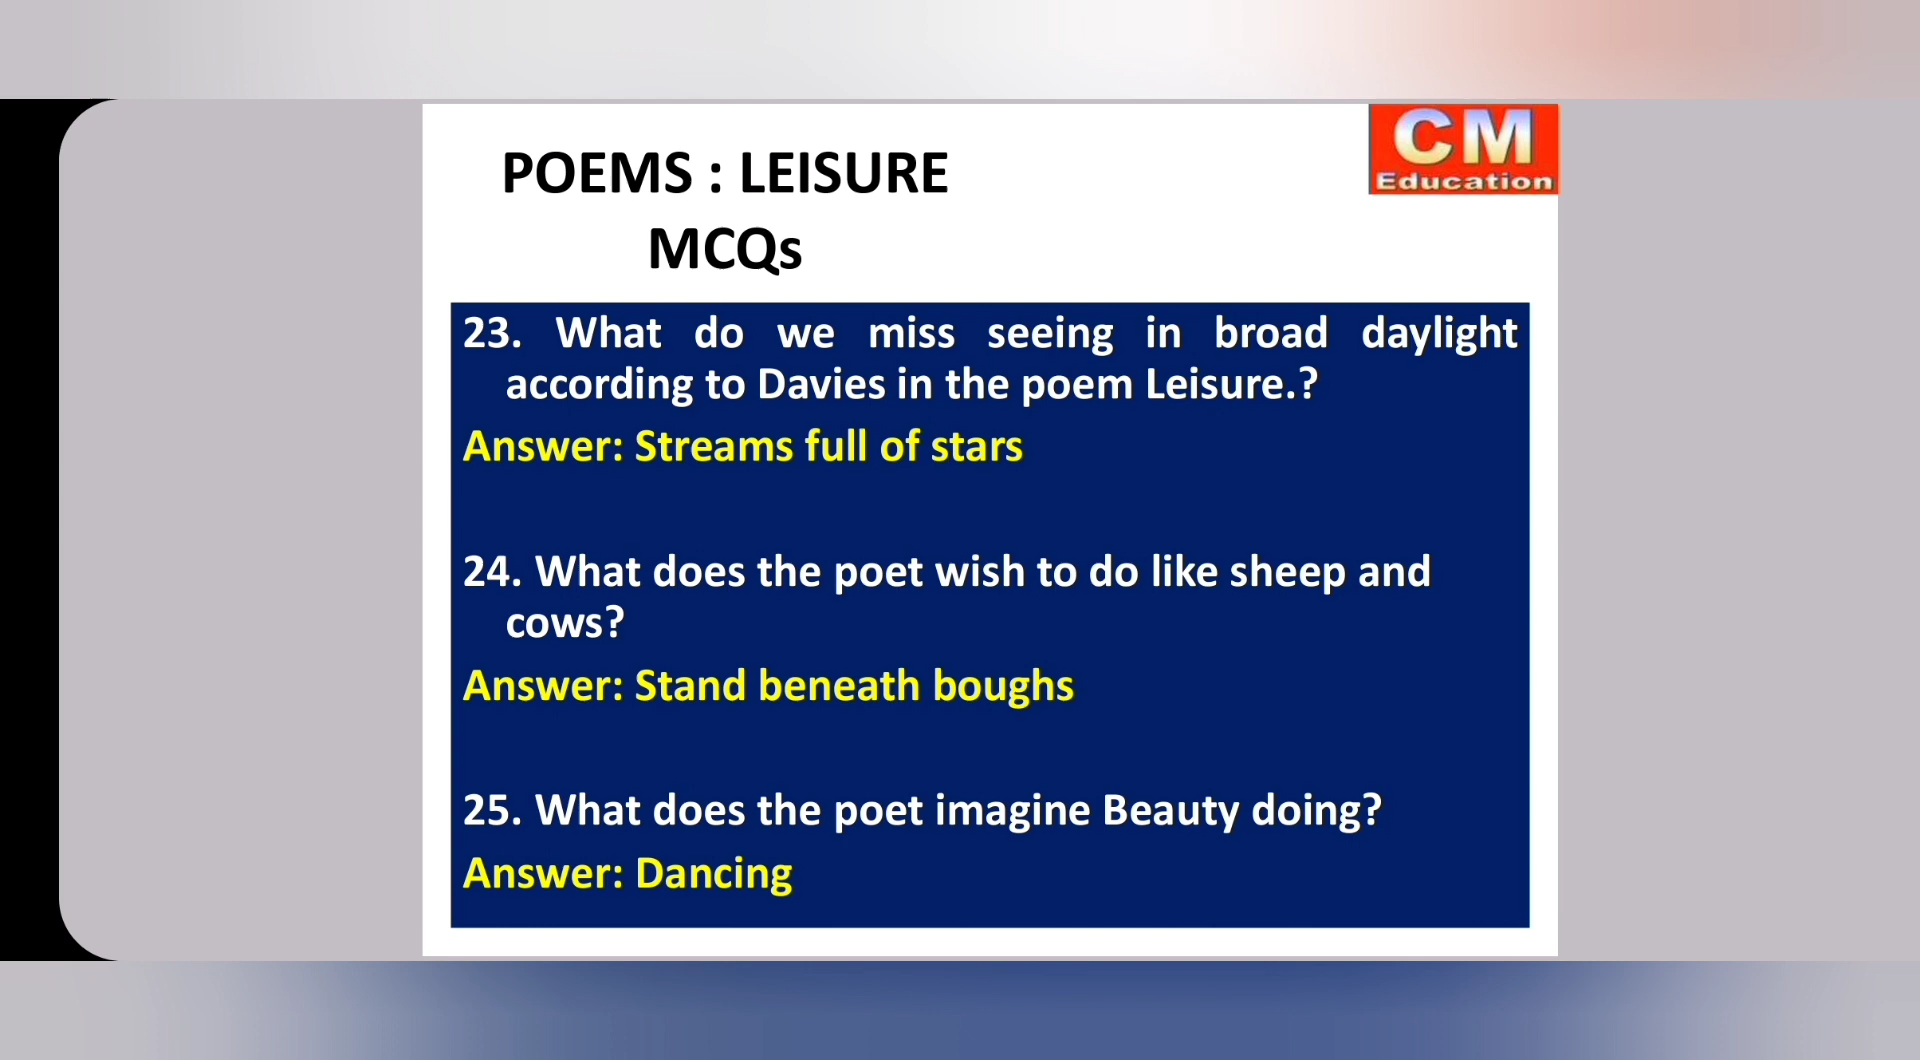 CM
Education
POEMS : LEISURE
MCQs
23. What do we miss seeing in broad daylight
according to Davies in the poem Leisure.?
Answer: Streams full of stars
24. What does the poet wish to do like sheep and
cows?
Answer: Stand beneath boughs
25. What does the poet imagine Beauty doing?
Answer: Dancing